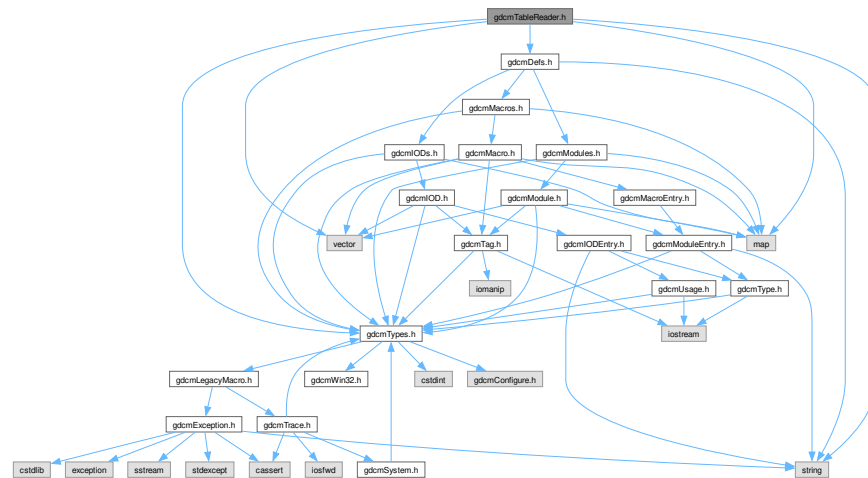 gdcmTableReader.h
gdcmDefs.h
gdcmMacros.h
gdcmIODs.h
gdcmMacro.h
gdcmModules.h
gdcmIOD.h
gdcmModule.h
gdcmMacroEntry.h
vector
gdcmTag.h
gdcmIODEntry.h
gdcmModuleEntry.h
map
iomanip
gdcmUsage.h
gdcmType.h
gdcmTypes.h
iostream
gdcmLegacyMacro.h
gdcmWin32.h
cstdint
gdcmConfigure.h
gdcmException.h
gdcmTrace.h
cstdlib
exception
sstream
stdexcept
cassert
iosfwd
gdcmSystem.h
string